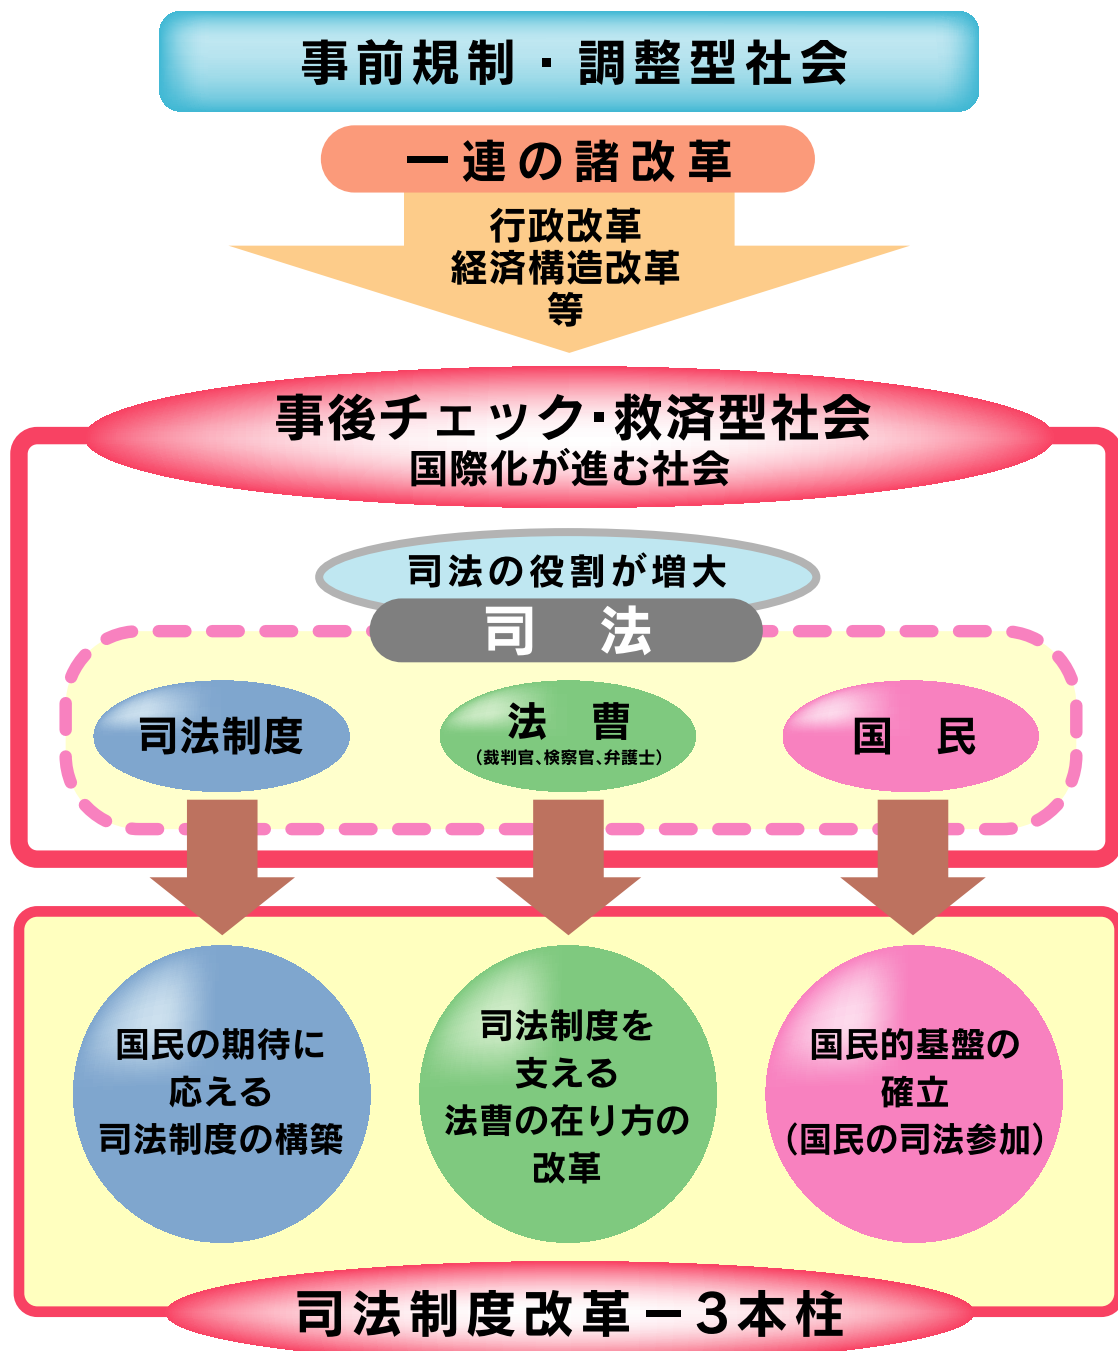 事前規制・調整型社会
一連の諸改革
行政改革
経済構造改革
等
事後チェック・救済型社会
国際化が進む社会
司法の役割が増大
司　法
司法制度
法　曹
（裁判官、検察官、弁護士）
国　民
国民の期待に
応える
司法制度の構築
司法制度を
支える
法曹の在り方の
改革
国民的基盤の
確立
（国民の司法参加）
司法制度改革－３本柱